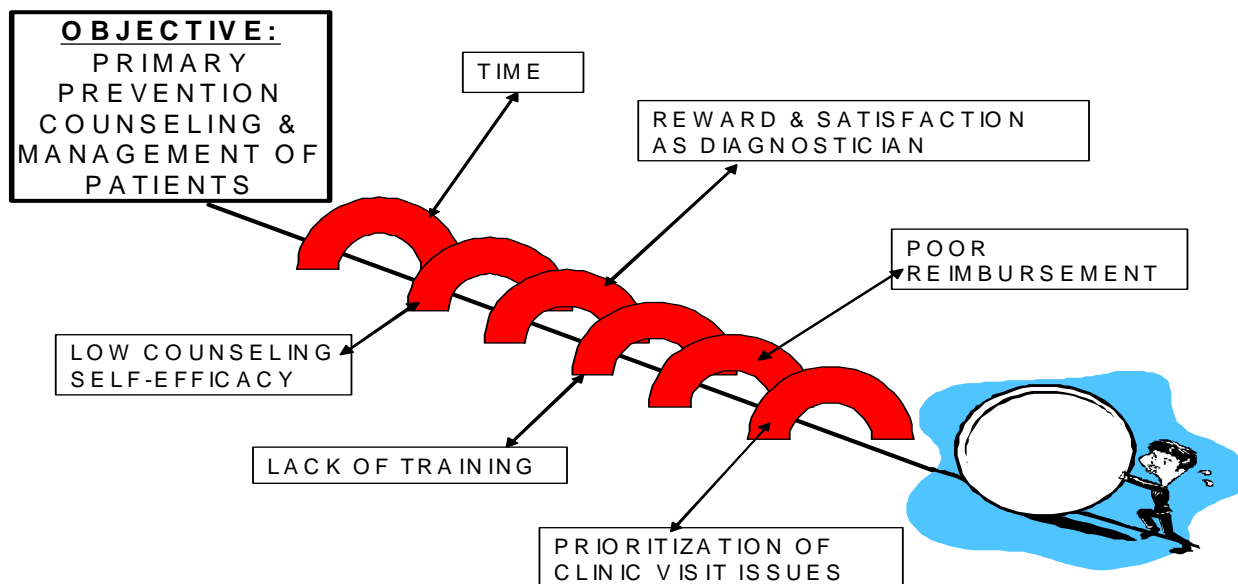 OBJECTIVE:
PRIMARY
PREVENTION
COUNSELING &
MANAGEMENT OF
PATIENTS
TIME
REWARD & SATISFACTION
AS DIAGNOSTICIAN
POOR
REIMBURSEMENT
LOW COUNSELING
SELF-EFFICACY
LACK OF TRAINING
PRIORITIZATION OF
CLINIC VISIT ISSUES